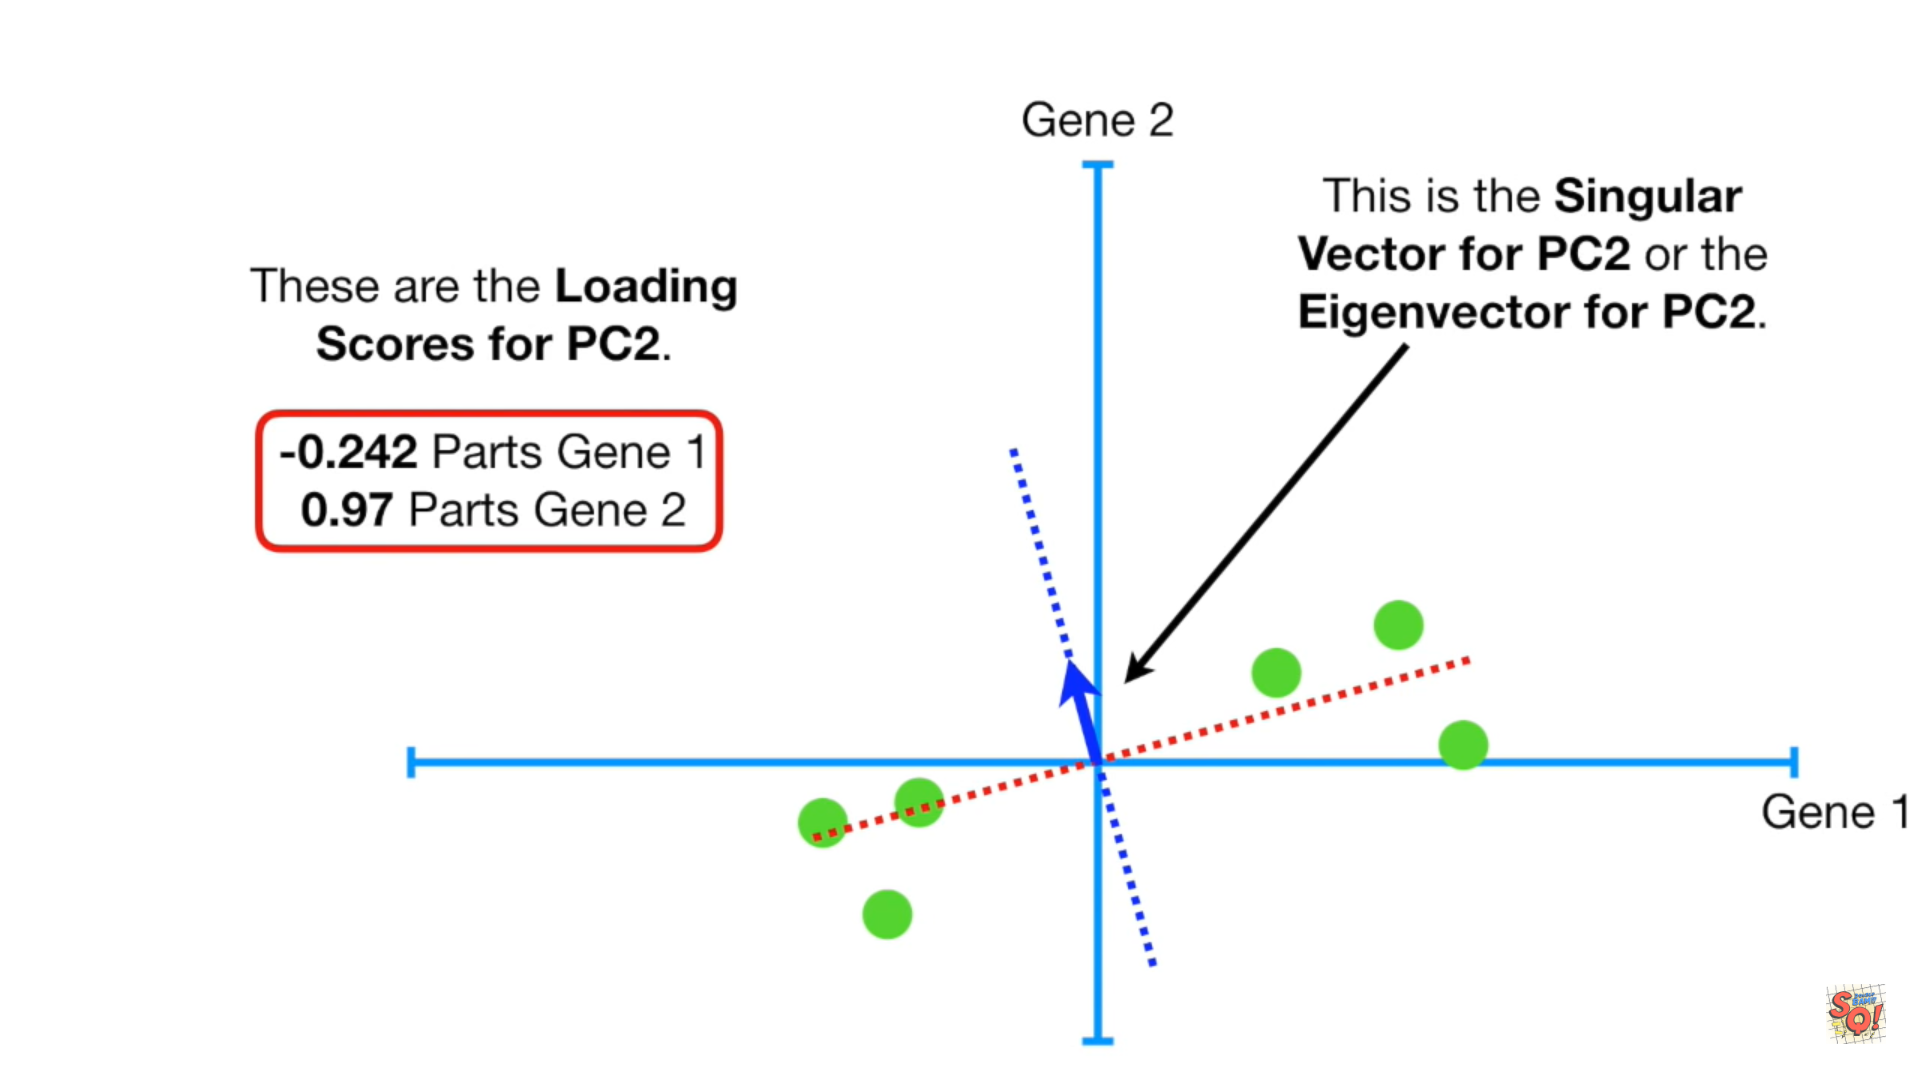 Gene 2
This is the Singular
Vector for PC2 or the
Eigenvector for PC2.
These are the Loading
Scores for PC2.
-0.242 Parts Gene 1
0.97 Parts Gene 2
Gene 1
SQ!